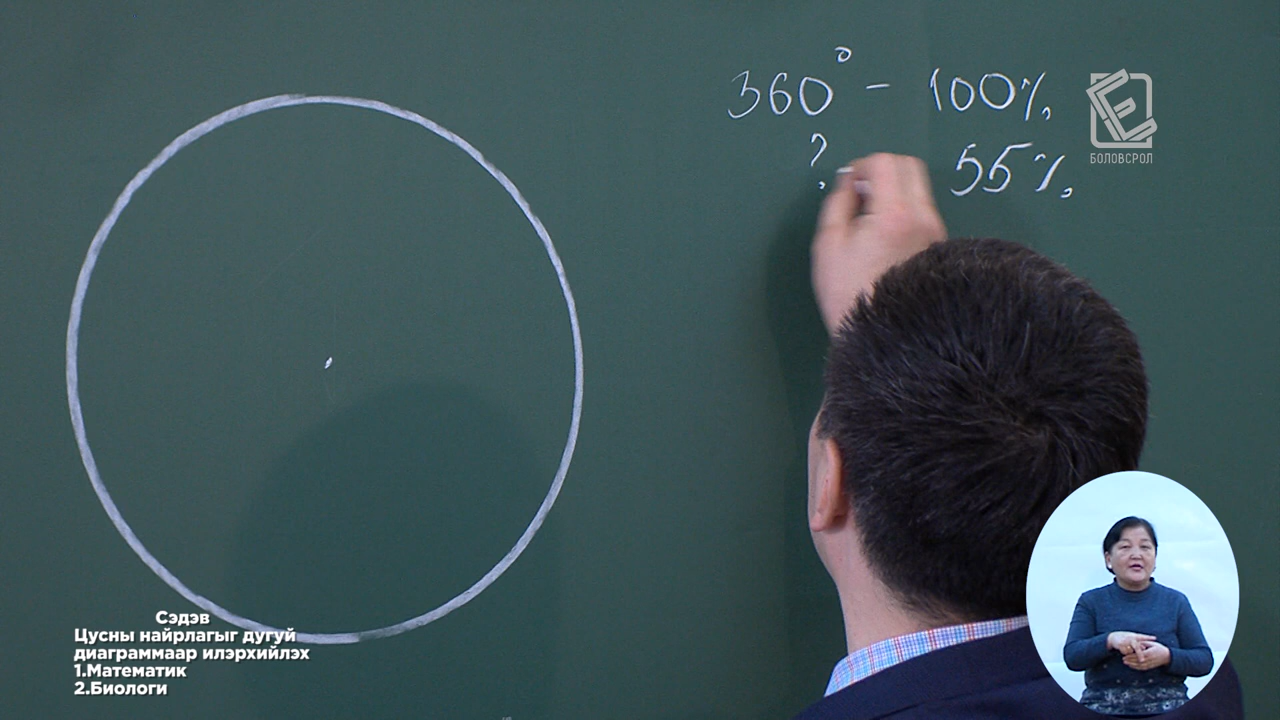 360° - 100%
? - 55%
БОЛОВСРОЛ
Сэдэв
Цусны найрлагыг дугуй
диаграммаар илэрхийлэх
1.Математик
2.Биологи